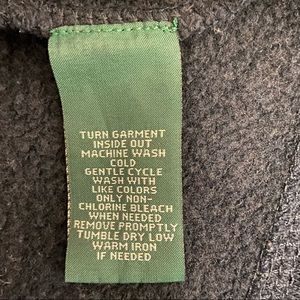 TURN GARMENT
INSIDE OUT
MACHINE WASH
COLD
GENTLE CYCLE
WASH WITH
LIKE COLORS
ONLY NON-
CHLORINE BLEACH
WHEN NEEDED
REMOVE PROMPTLY
TUMBLE DRY LOW
WARM IRON
IF NEEDED